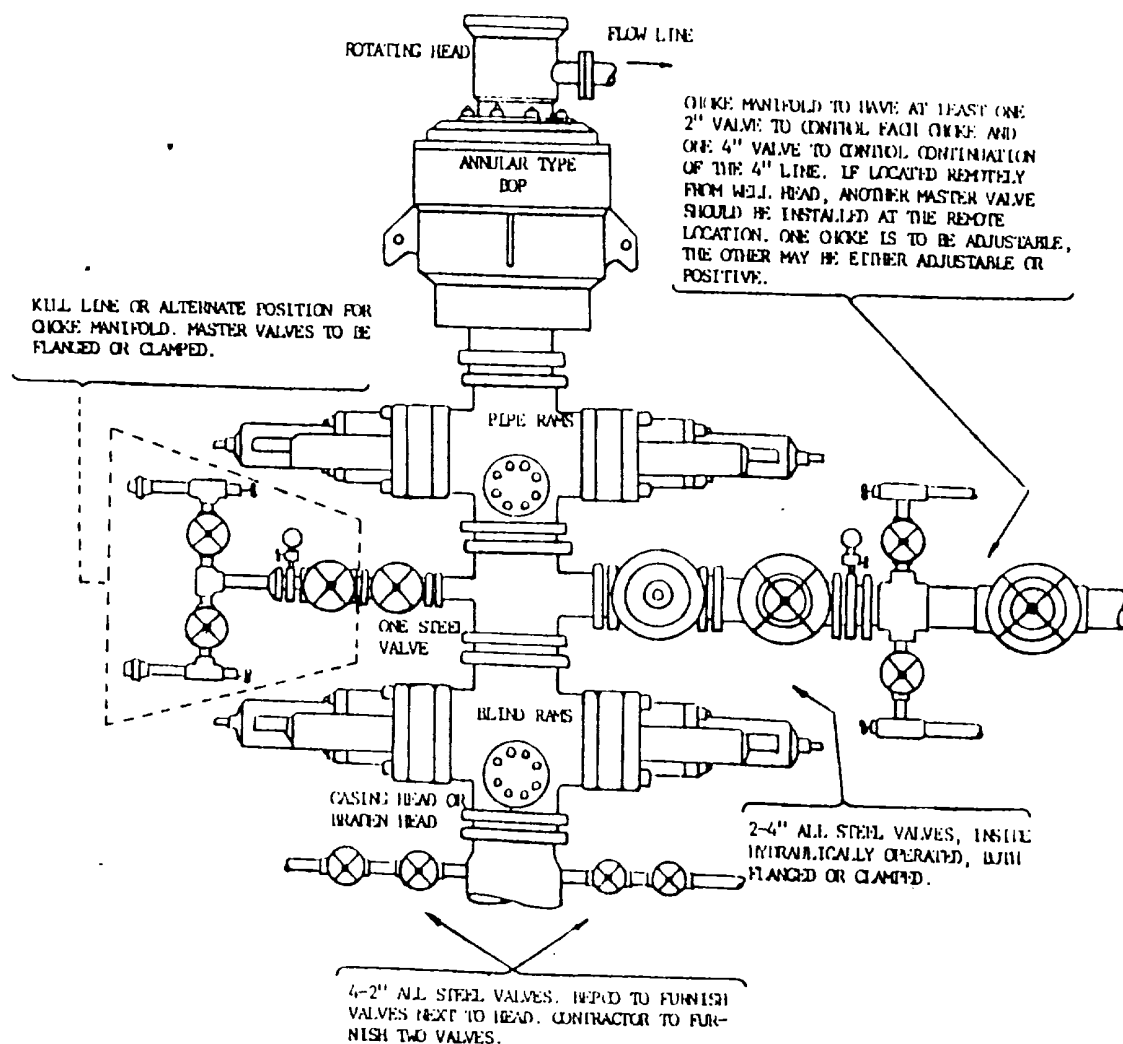 ROTATING HEAD
FLOW LINE
CHOKE MANIFOLD TO HAVE AT LEAST ONE
2" VALVE TO CONTROL EACH CHOKE AND
ONE 4" VALVE TO CONTROL CONTINUATION
OF THE 4" LINE. IF LOCATED REMOTELY
FROM WELL HEAD, ANOTHER MASTER VALVE
SHOULD BE INSTALLED AT THE REMOTE
LOCATION. ONE CHOKE IS TO BE ADJUSTABLE,
THE OTHER MAY BE EITHER ADJUSTABLE OR
POSITIVE.
ANNULAR TYPE
BOP
KILL LINE OR ALTERNATE POSITION FOR
CHOKE MANIFOLD. MASTER VALVES TO BE
FLANGED OR CLAMPED.
PIPE RAMS
ONE STEEL
VALVE
BLIND RAMS
CASING HEAD OR
BRADEN HEAD
2-4" ALL STEEL VALVES, INSIDE
HYDRAULICALLY OPERATED, BOTH
FLANGED OR CLAMPED.
4-2" ALL STEEL VALVES. HEPCO TO FURNISH
VALVES NEXT TO HEAD. CONTRACTOR TO FUR-
NISH TWO VALVES.